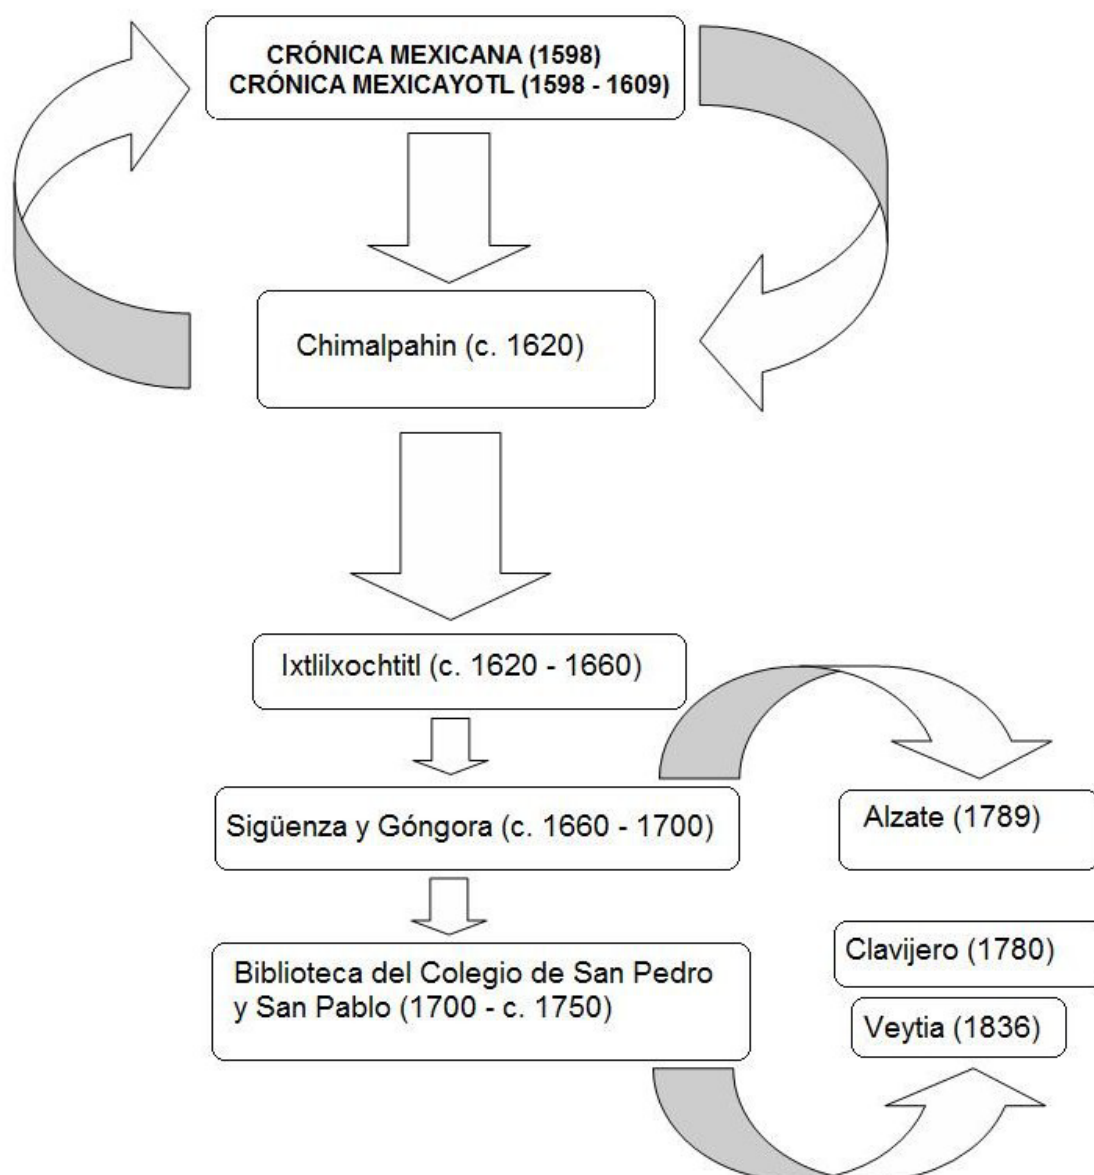 CRÓNICA MEXICANA (1598)
CRÓNICA MEXICAYOTL (1598 - 1609)
Chimalpahin (c. 1620)
Ixtlilxochtitl (c. 1620 - 1660)
Sigüenza y Góngora (c. 1660 - 1700)
Alzate (1789)
Biblioteca del Colegio de San Pedro
y San Pablo (1700 - c. 1750)
Clavijero (1780)
Veytia (1836)